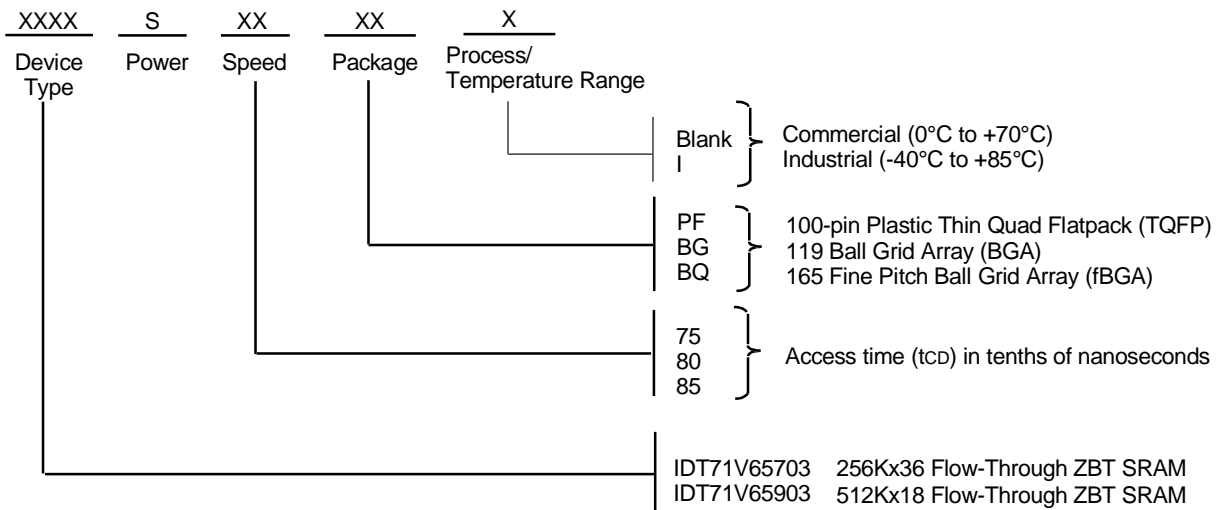 XXXX S XX XX X
Device Type Power Speed Package Process/ Temperature Range
Blank Commercial (0°C to +70°C)
I Industrial (-40°C to +85°C)
PF 100-pin Plastic Thin Quad Flatpack (TQFP)
BG 119 Ball Grid Array (BGA)
BQ 165 Fine Pitch Ball Grid Array (fBGA)
75
80 Access time (tCD) in tenths of nanoseconds
85
IDT71V65703 256Kx36 Flow-Through ZBT SRAM
IDT71V65903 512Kx18 Flow-Through ZBT SRAM